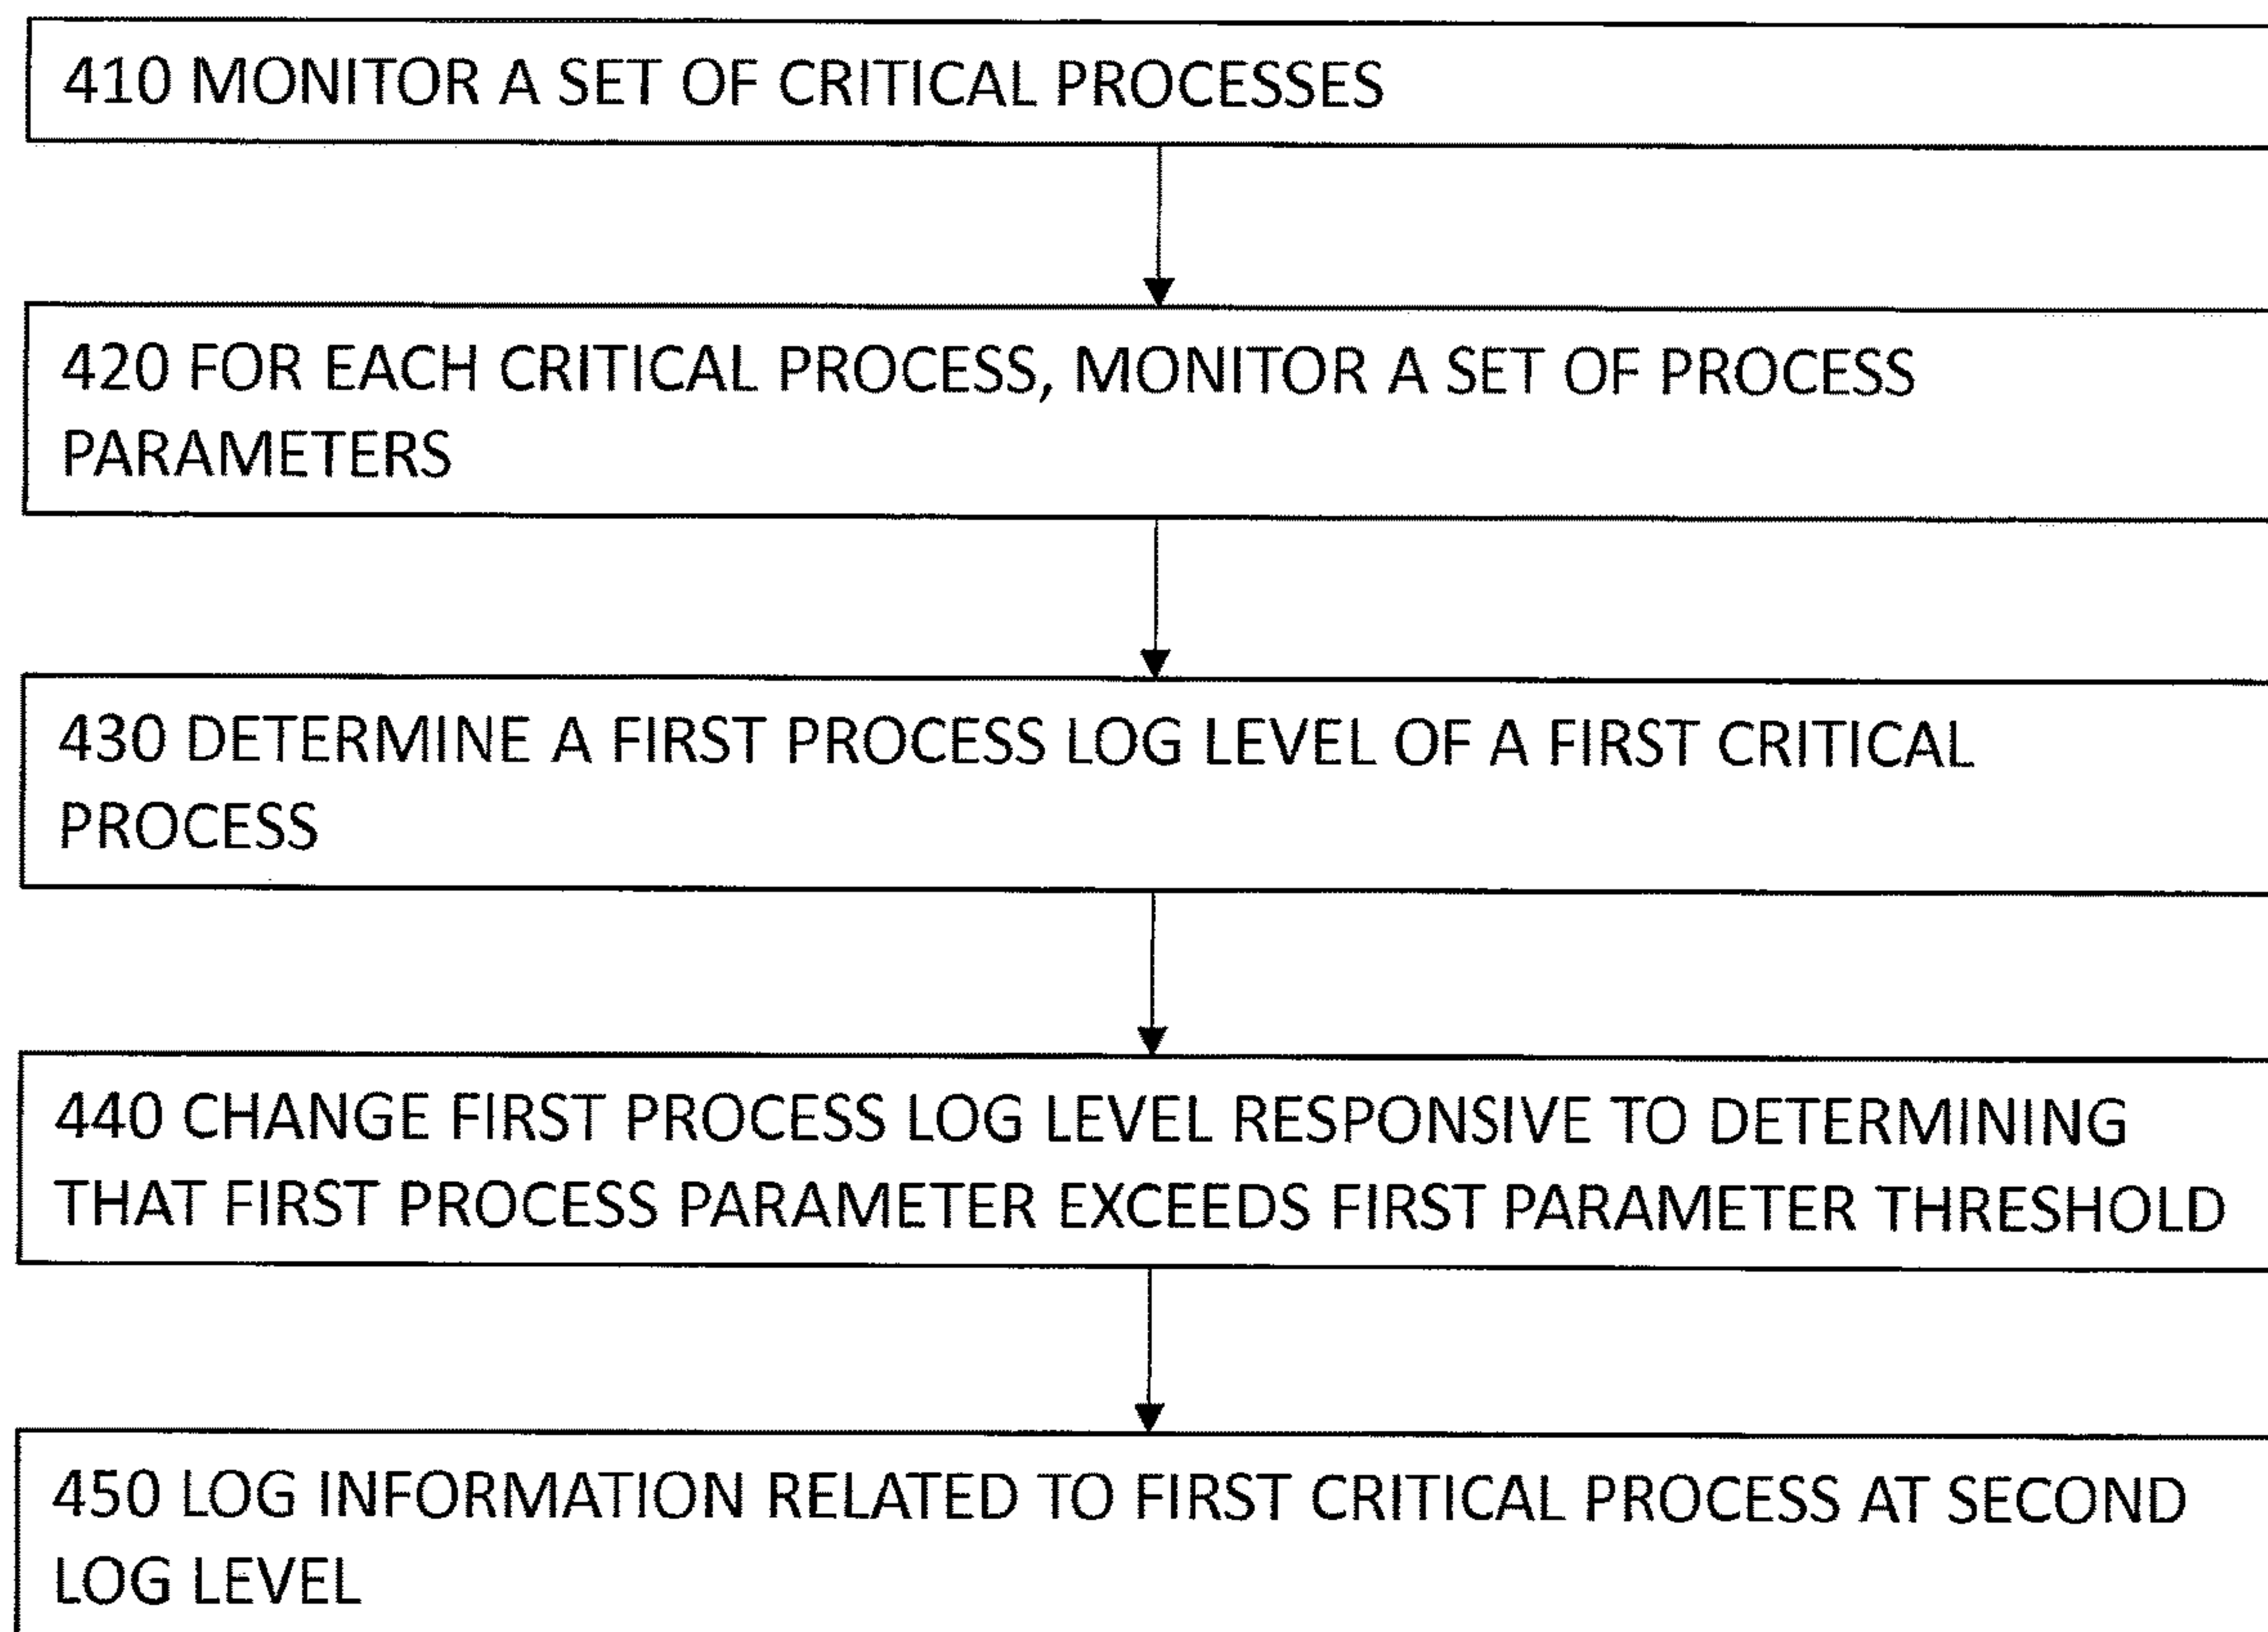 410 MONITOR A SET OF CRITICAL PROCESSES
420 FOR EACH CRITICAL PROCESS, MONITOR A SET OF PROCESS
PARAMETERS
430 DETERMINE A FIRST PROCESS LOG LEVEL OF A FIRST CRITICAL
PROCESS
440 CHANGE FIRST PROCESS LOG LEVEL RESPONSIVE TO DETERMINING
THAT FIRST PROCESS PARAMETER EXCEEDS FIRST PARAMETER THRESHOLD
450 LOG INFORMATION RELATED TO FIRST CRITICAL PROCESS AT SECOND
LOG LEVEL